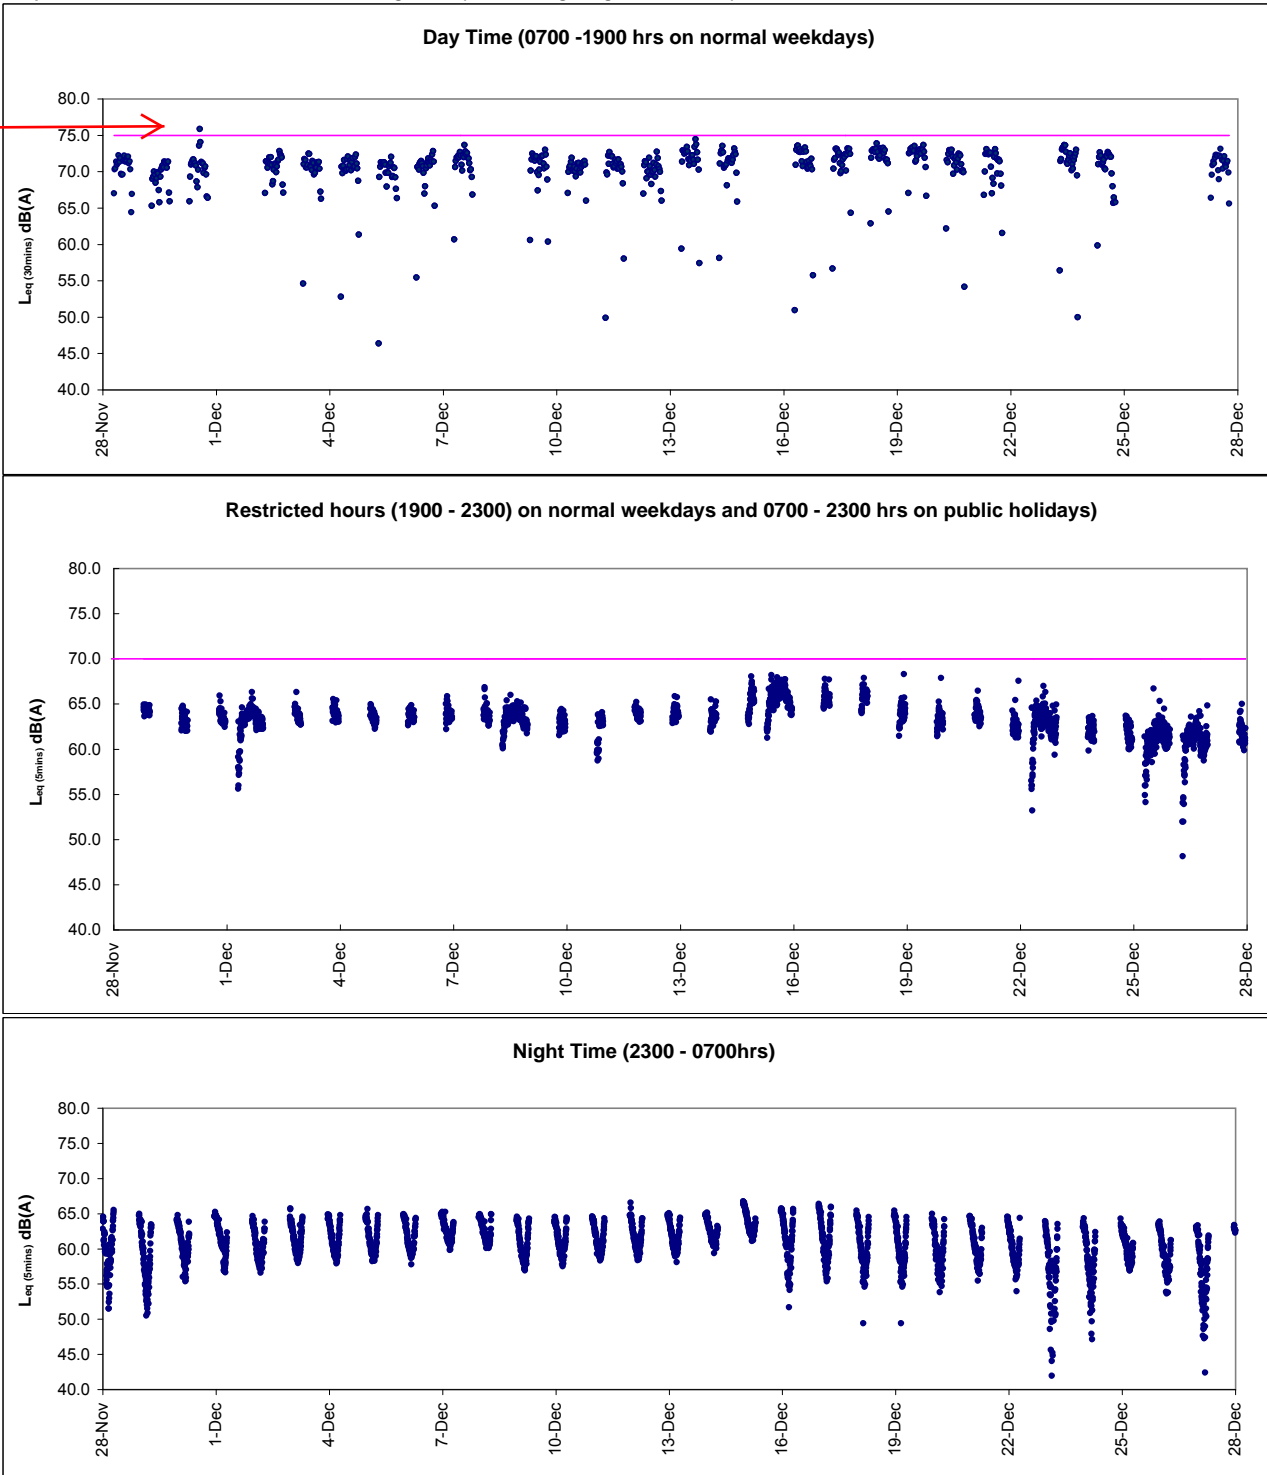 Day Time (0700 -1900 hrs on normal weekdays)
80.0
75.0
70.0
65.0
60.0
55.0
50.0
45.0
40.0
Leq (30mins) dB(A)
28-Nov
1-Dec
4-Dec
7-Dec
10-Dec
13-Dec
16-Dec
19-Dec
22-Dec
25-Dec
28-Dec
Restricted hours (1900 - 2300) on normal weekdays and 0700 - 2300 hrs on public holidays)
80.0
75.0
70.0
65.0
60.0
55.0
50.0
45.0
40.0
Leq (5mins) dB(A)
28-Nov
1-Dec
4-Dec
7-Dec
10-Dec
13-Dec
16-Dec
19-Dec
22-Dec
25-Dec
28-Dec
Night Time (2300 - 0700hrs)
80.0
75.0
70.0
65.0
60.0
55.0
50.0
45.0
40.0
Leq (5mins) dB(A)
28-Nov
1-Dec
4-Dec
7-Dec
10-Dec
13-Dec
16-Dec
19-Dec
22-Dec
25-Dec
28-Dec